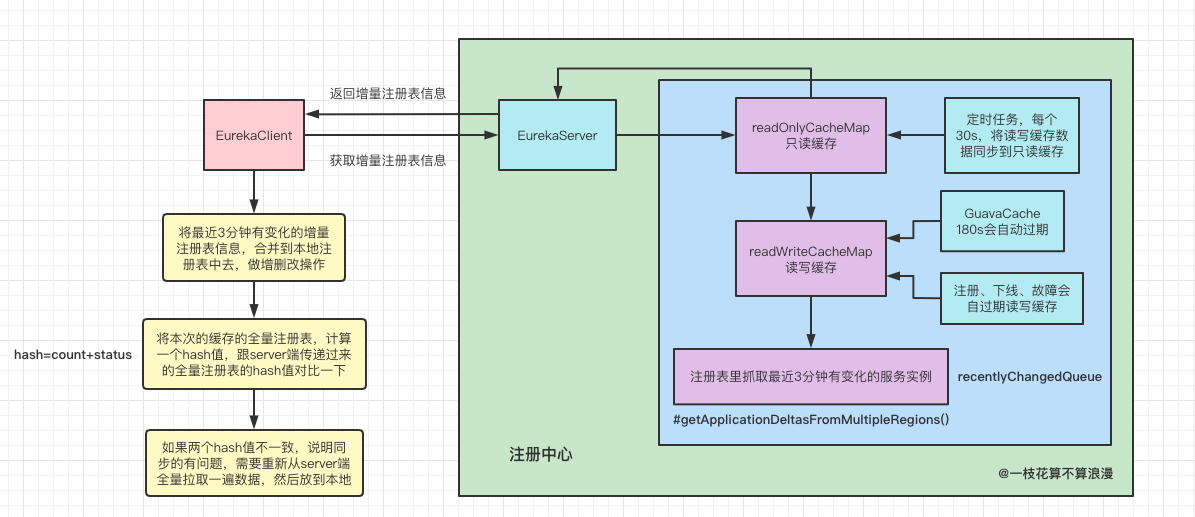 返回增量注册表信息
EurekaClient
获取增量注册表信息
EurekaServer
readOnlyCacheMap
只读缓存
定时任务，每个
30s，将读写缓存数
据同步到只读缓存
将最近3分钟有变化的增量
注册表信息，合并到本地注
册表中去，做增删改操作
readWriteCacheMap
读写缓存
GuavaCache
180s会自动过期
注册、下线、故障会
自过期读写缓存
hash=count+status
将本次的缓存的全量注册表，计算
一个hash值，跟server端传递过来
的全量注册表的hash值对比一下
注册表里抓取最近3分钟有变化的服务实例
recentlyChangedQueue
#getApplicationDeltasFromMultipleRegions()
如果两个hash值不一致，说明同
步的有问题，需要重新从server端
全量拉取一遍数据，然后放到本地
注册中心
@一枝花算不算浪漫